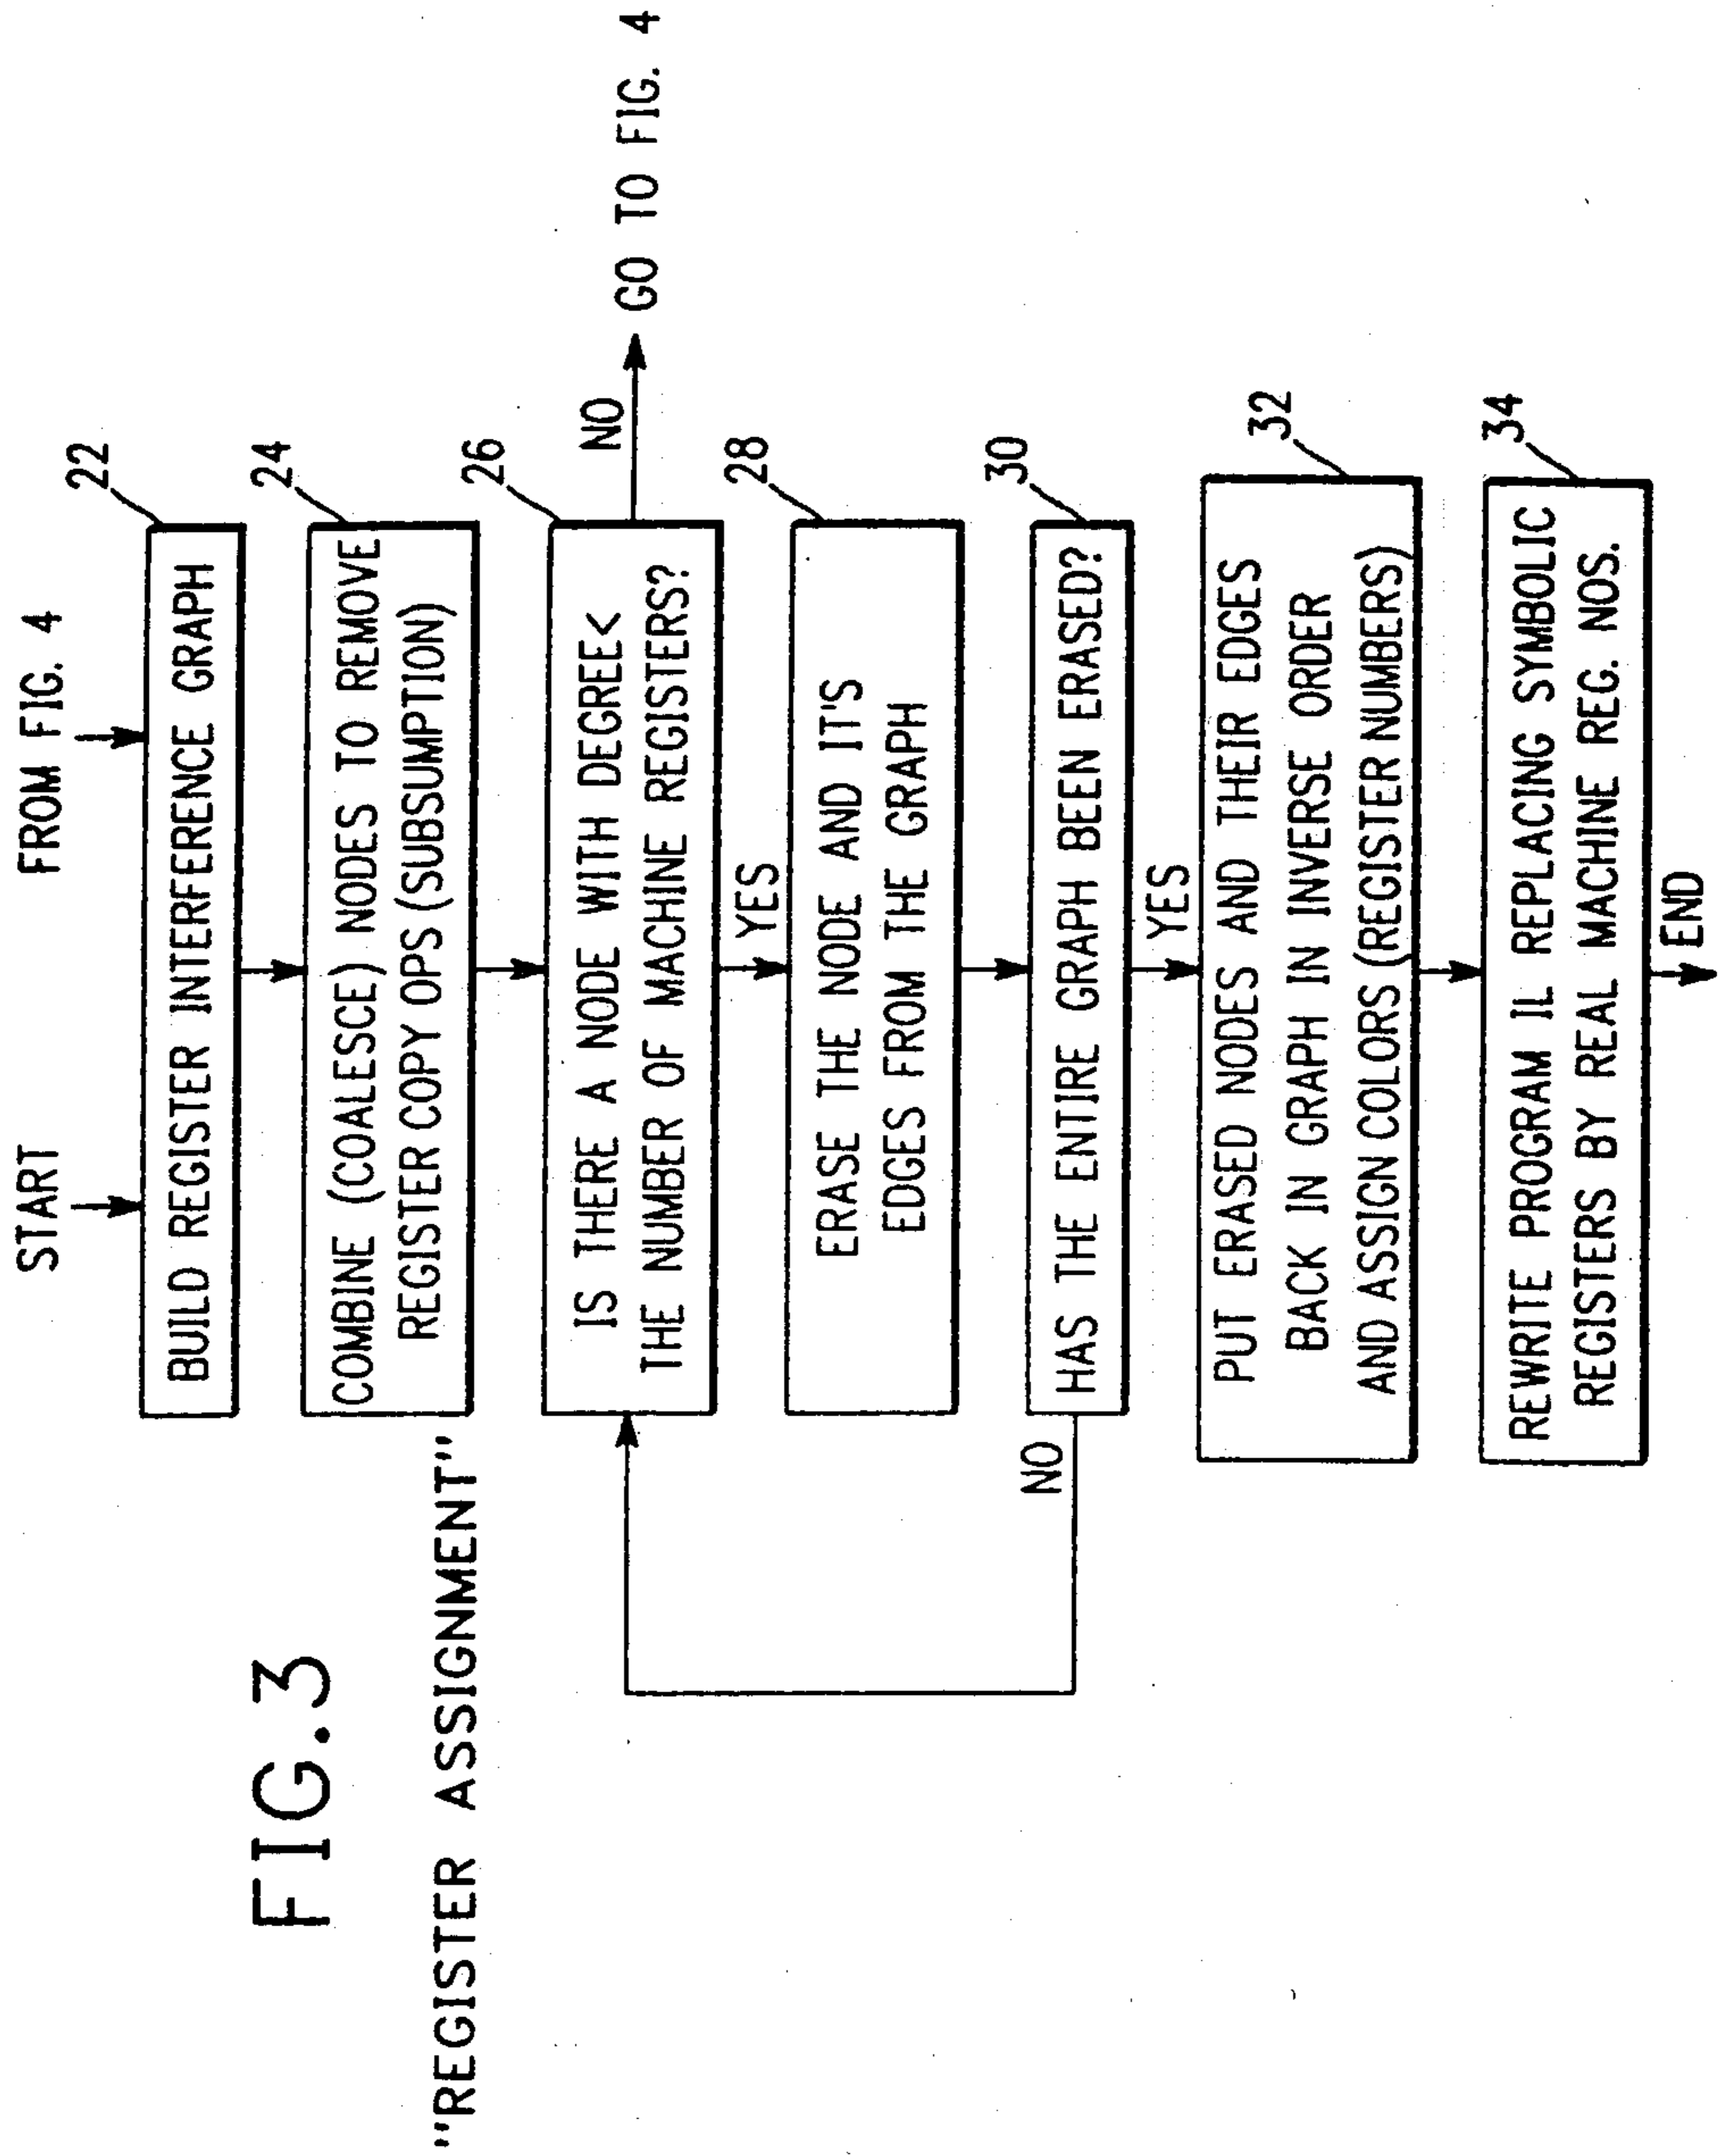 FIG.3
"REGISTER ASSIGNMENT"
START
FROM FIG. 4
22
BUILD REGISTER INTERFERENCE GRAPH
24
COMBINE (COALESCE) NODES TO REMOVE
REGISTER COPY OPS (SUBSUMPTION)
26
IS THERE A NODE WITH DEGREE<
THE NUMBER OF MACHINE REGISTERS?
NO
GO TO FIG. 4
YES
28
ERASE THE NODE AND IT'S
EDGES FROM THE GRAPH
30
HAS THE ENTIRE GRAPH BEEN ERASED?
NO
YES
32
PUT ERASED NODES AND THEIR EDGES
BACK IN GRAPH IN INVERSE ORDER
AND ASSIGN COLORS (REGISTER NUMBERS)
34
REWRITE PROGRAM IL REPLACING SYMBOLIC
REGISTERS BY REAL MACHINE REG. NOS.
END